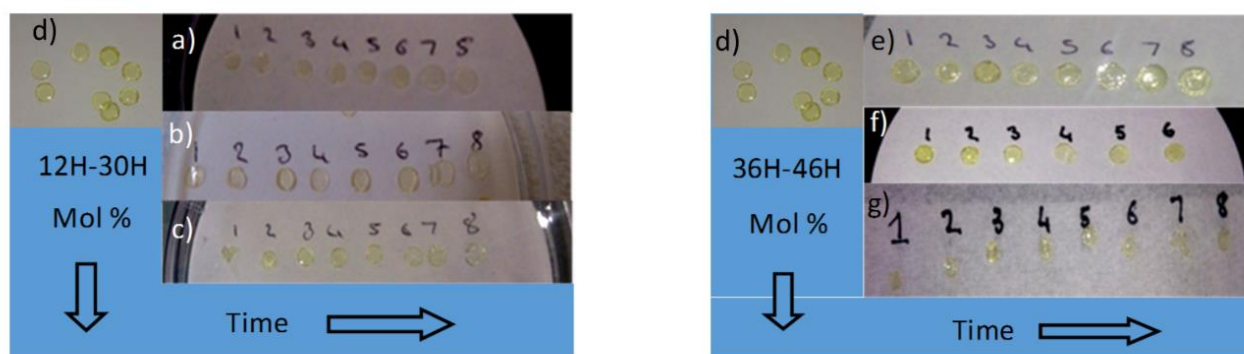 d)
a)
1 2 3 4 5 6 7 8
b)
1 2 3 4 5 6 7 8
12H-30H
Mol %
c)
1 2 3 4 5 6 7 8
Time
d)
e)
1 2 3 4 5 6 7 8
f)
1 2 3 4 5 6
36H-46H
Mol %
g)
1 2 3 4 5 6 7 8
Time